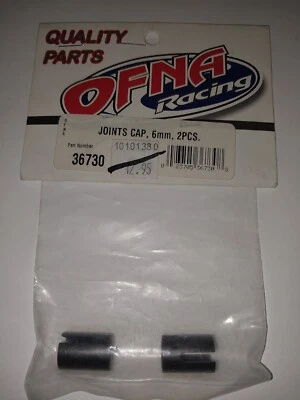 QUALITY
PARTS
OFNA
Racing
JOINTS CAP, 6mm, 2PCS.
Part Number
36730
10101380
12.95